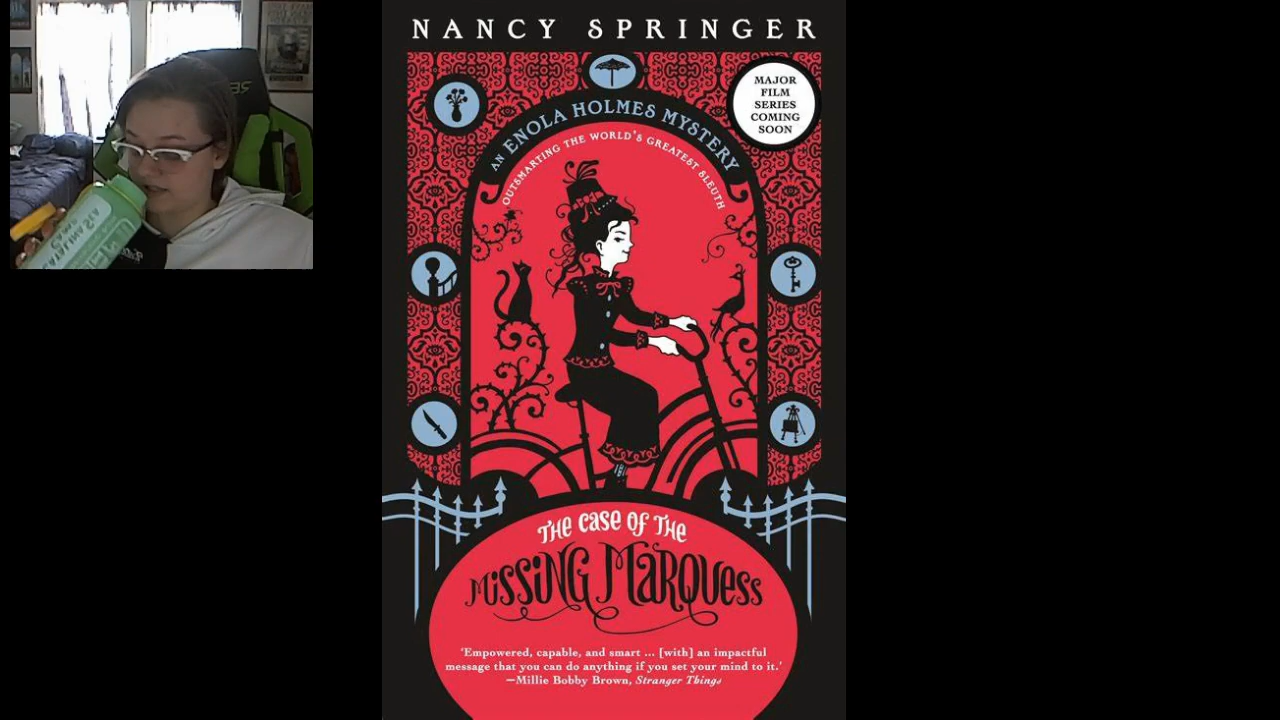 NANCY SPRINGER
MAJOR
FILM
SERIES
COMING
SOON
AN ENOLA HOLMES MYSTERY
OUTSMARTING THE WORLD'S GREATEST SLEUTH
THE CASE OF THE
MISSING MARQUESS
'Empowered, capable, and smart ... [with] an impactful
message that you can do anything if you set your mind to it.'
—Millie Bobby Brown, Stranger Things